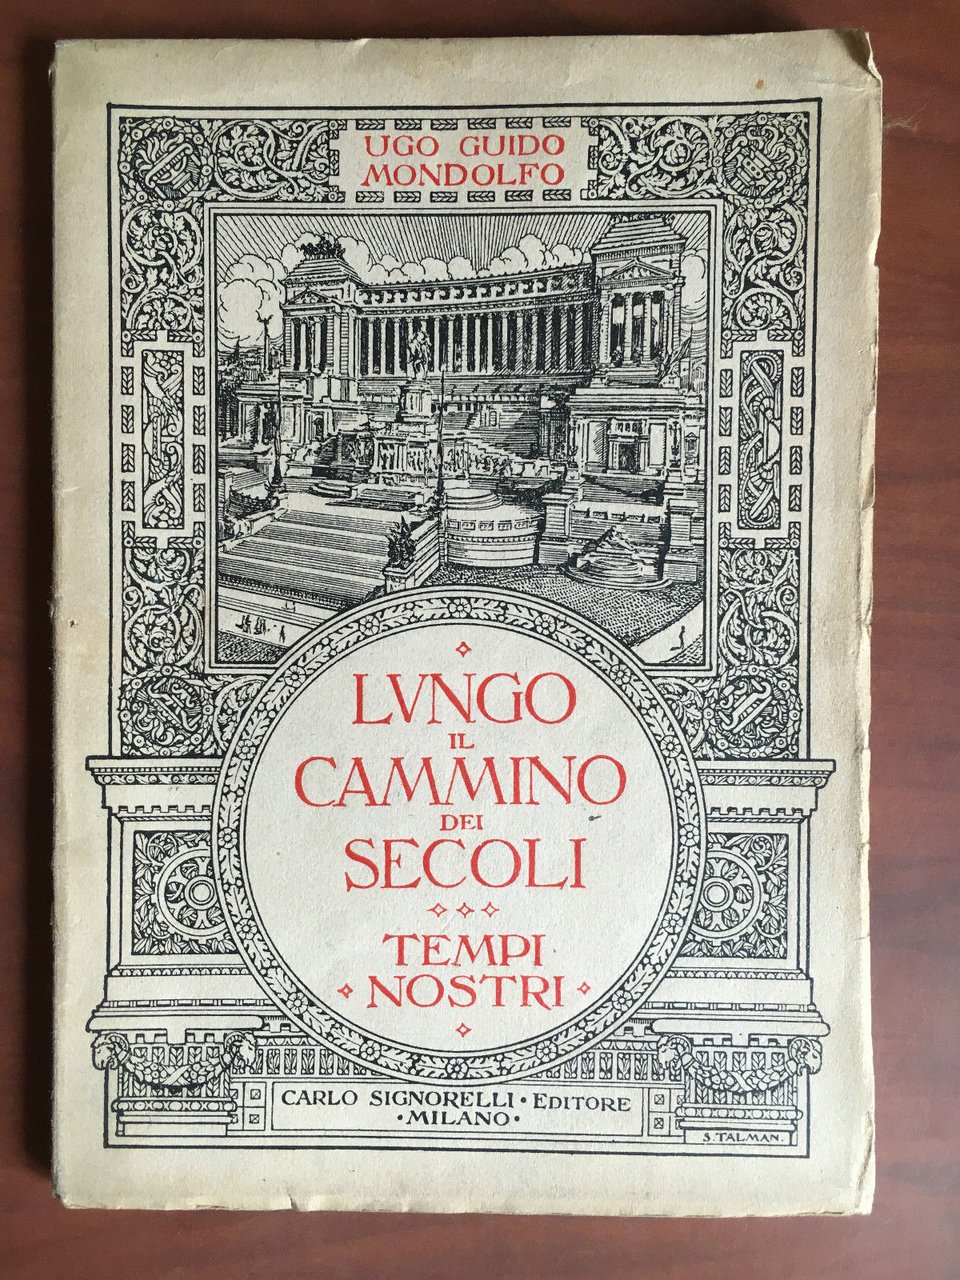 UGO GUIDO
MONDOLFO
LVNGO
IL
CAMMINO
DEI
SECOLI
TEMPI
NOSTRI
CARLO SIGNORELLI • EDITORE
• MILANO •
S. TALMAN.